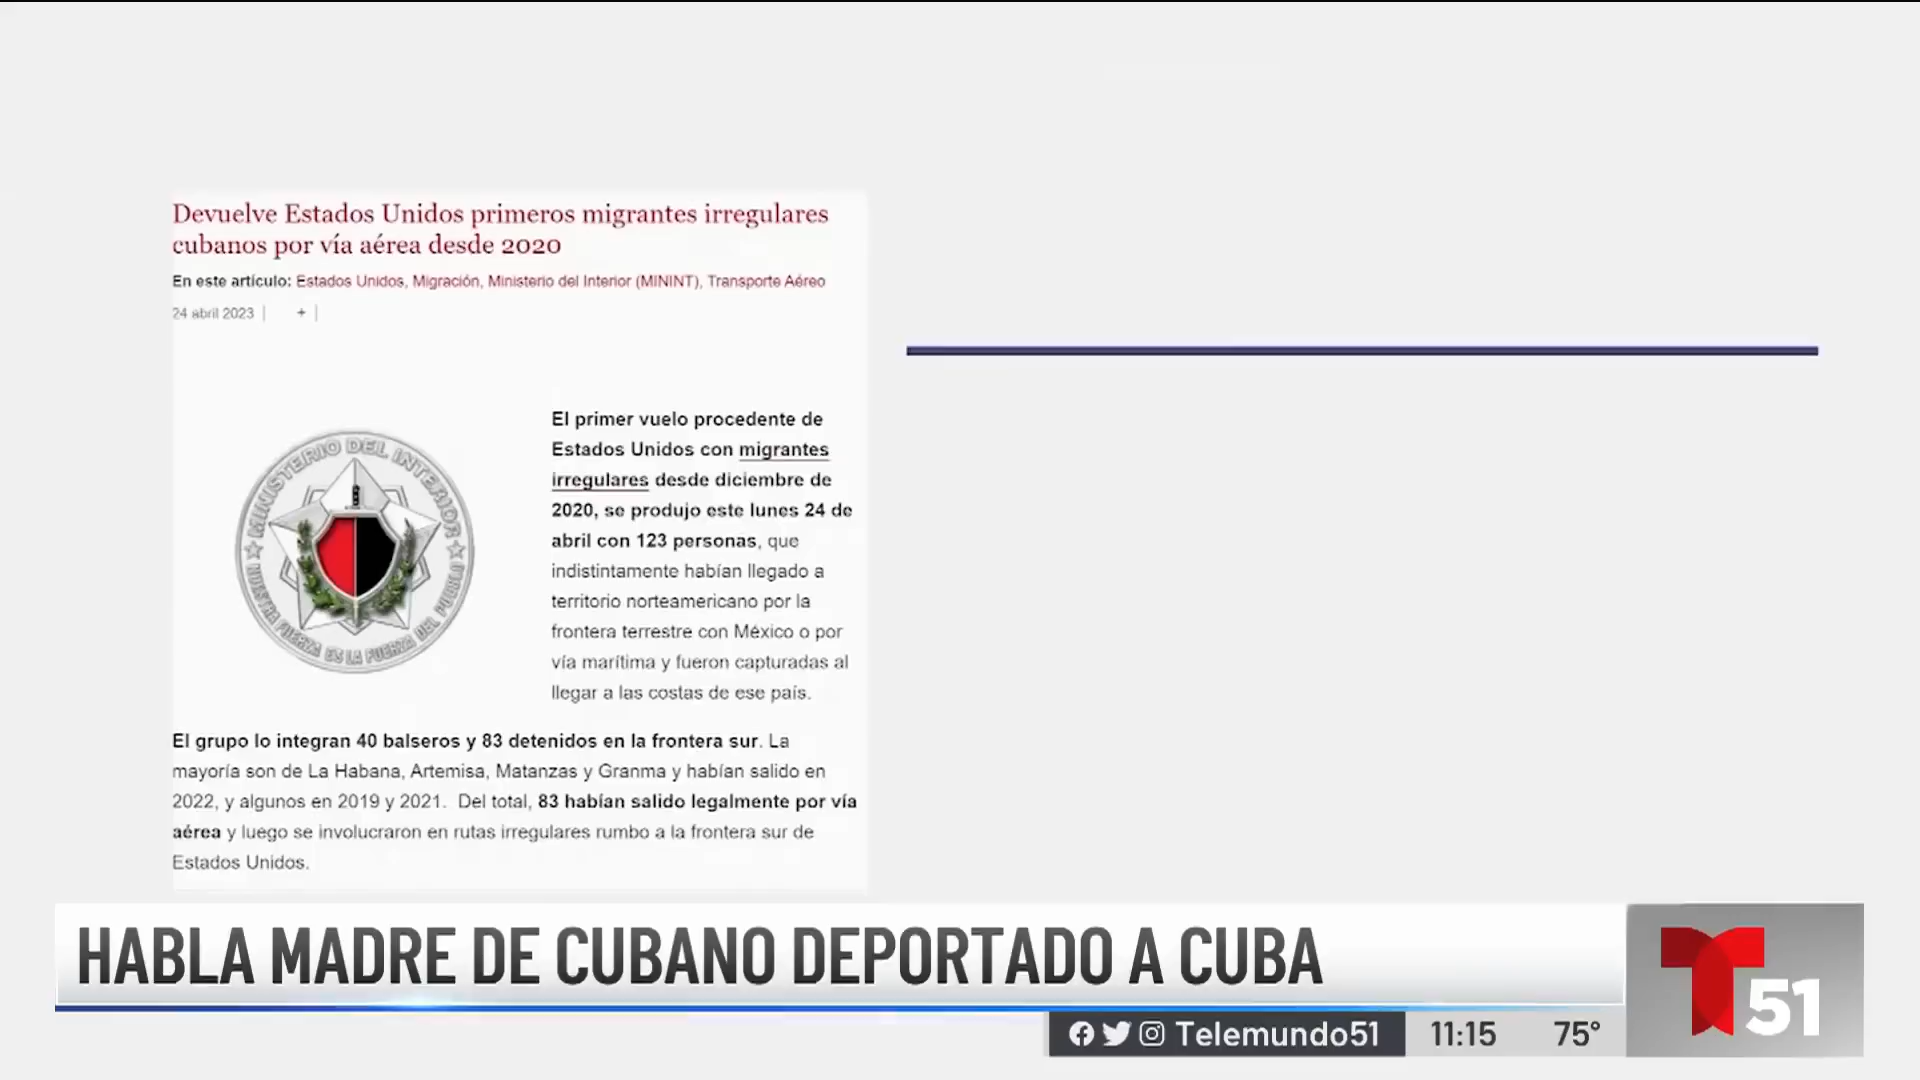 Devuelve Estados Unidos primeros migrantes irregulares
cubanos por vía aérea desde 2020
En este artículo: Estados Unidos, Migración, Ministerio del Interior (MININT), Transporte Aéreo
24 abril 2023 | + |
El primer vuelo procedente de
Estados Unidos con migrantes
irregulares desde diciembre de
2020, se produjo este lunes 24 de
abril con 123 personas, que
indistintamente habían llegado a
territorio norteamericano por la
frontera terrestre con México o por
vía marítima y fueron capturadas al
llegar a las costas de ese país.
MINISTERIO DEL INTERIOR
NUESTRA FUERZA ES LA FUERZA DEL PUEBLO
El grupo lo integran 40 balseros y 83 detenidos en la frontera sur. La
mayoría son de La Habana, Artemisa, Matanzas y Granma y habían salido en
2022, y algunos en 2019 y 2021. Del total, 83 habían salido legalmente por vía
aérea y luego se involucraron en rutas irregulares rumbo a la frontera sur de
Estados Unidos.
HABLA MADRE DE CUBANO DEPORTADO A CUBA
Telemundo51 11:15 75°
51